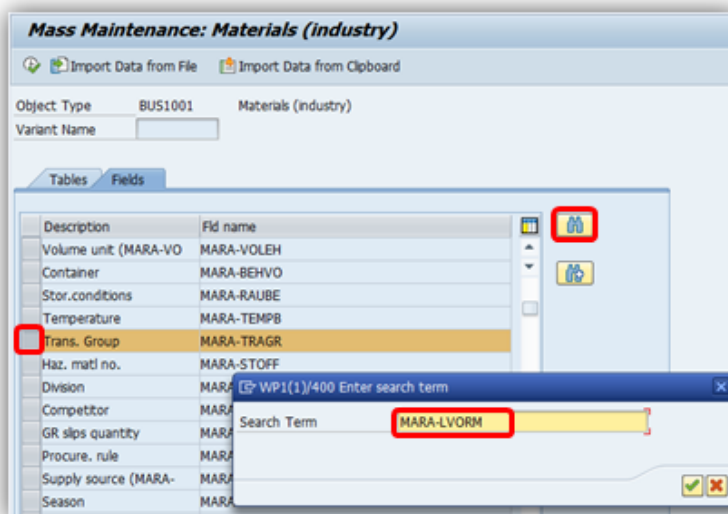 Mass Maintenance: Materials (industry)
Import Data from File Import Data from Clipboard
Object Type BUS1001 Materials (industry)
Variant Name
Tables Fields
Description Fld name
Volume unit (MARA-VO MARA-VOLEH
Container MARA-BEHVO
Stor.conditions MARA-RAUBE
Temperature MARA-TEMPB
Trans. Group MARA-TRAGR
Haz. matl no. MARA-STOFF
Division MARA
WP1(1)/400 Enter search term
Competitor MARA
Search Term MARA-LVORM
GR slips quantity MARA
Procure. rule MARA
Supply source (MARA- MARA
Season MARA